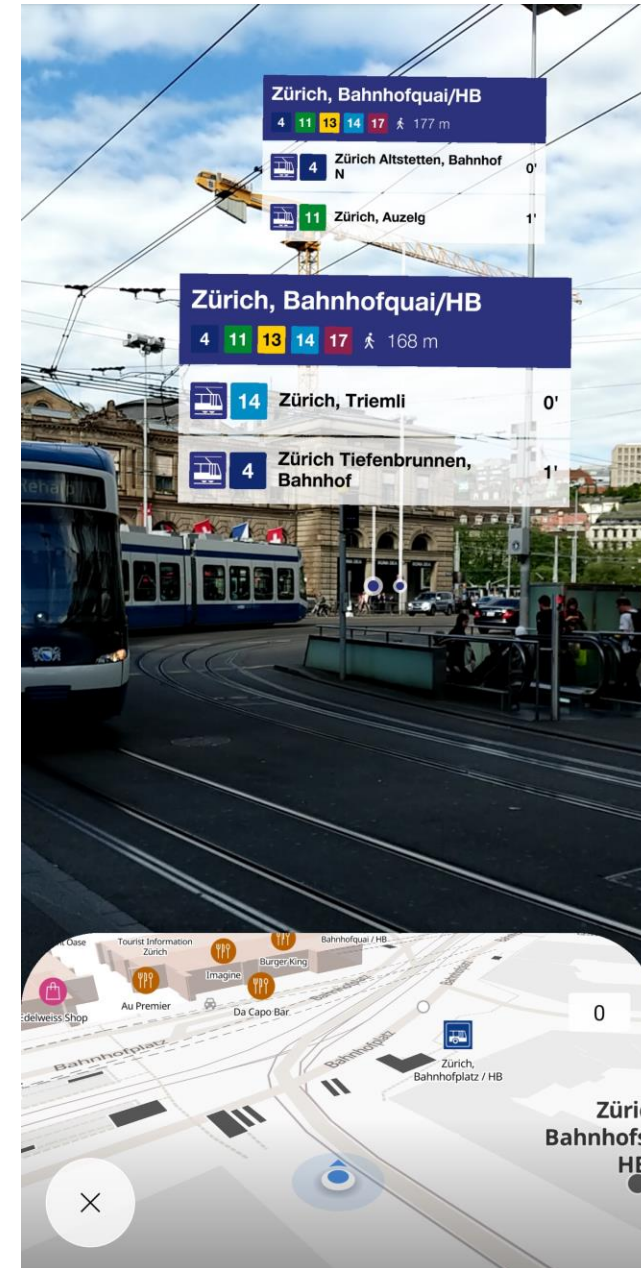 Zürich, Bahnhofquai/HB
4 11 13 14 17 177 m
4 Zürich Altstetten, Bahnhof N 0'
11 Zürich, Auzelg 1'
Zürich, Bahnhofquai/HB
4 11 13 14 17 168 m
14 Zürich, Triemli 0'
4 Zürich Tiefenbrunnen,
Bahnhof 1'
Oase
Tourist Information
Zürich
Imagine
Burger King
Bahnhofquai / HB
Edelweiss Shop
Au Premier
Da Capo Bar
Bahnhofplatz
Bahnhofplatz
Zürich,
Bahnhofplatz / HB
0